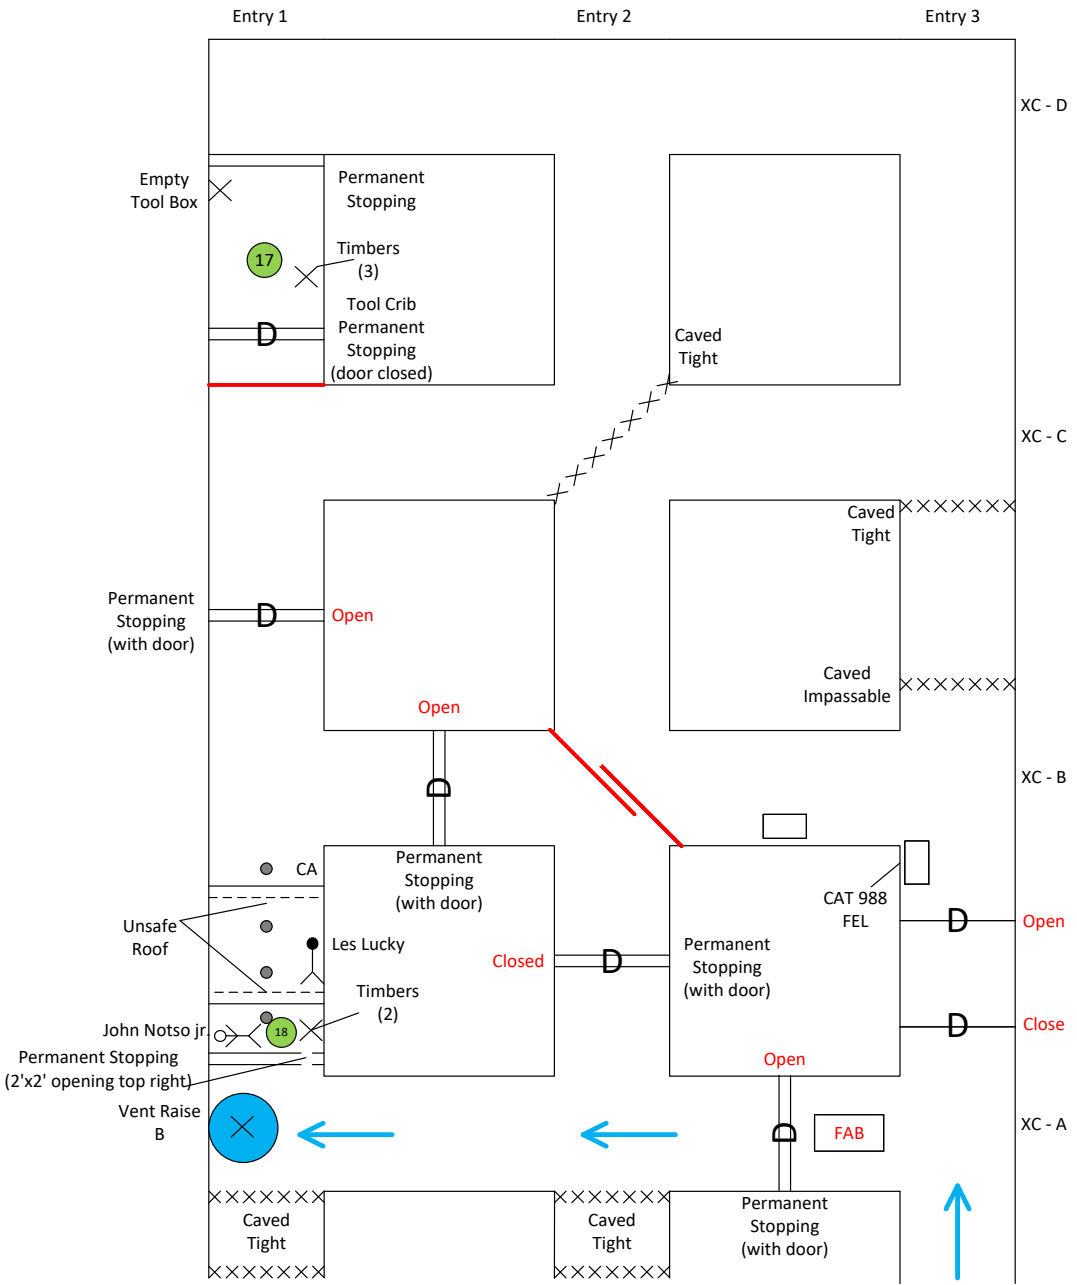 Entry 1
Entry 2
Entry 3
XC - D
Empty
Tool Box
Permanent
Stopping
17
Timbers
(3)
Tool Crib
D
Permanent
Stopping
(door closed)
Caved
Tight
XC - C
Caved
Tight
Permanent
Stopping
(with door)
D
Open
Caved
Impassable
Open
D
XC - B
Permanent
Stopping
(with door)
CA
CAT 988
FEL
Unsafe
Roof
Les Lucky
D
Open
Closed
D
Permanent
Stopping
(with door)
Timbers
(2)
John Notso jr.
18
D
Close
Permanent Stopping
(2'x2' opening top right)
Open
Vent Raise
B
D
FAB
XC - A
Caved
Tight
Caved
Tight
Permanent
Stopping
(with door)